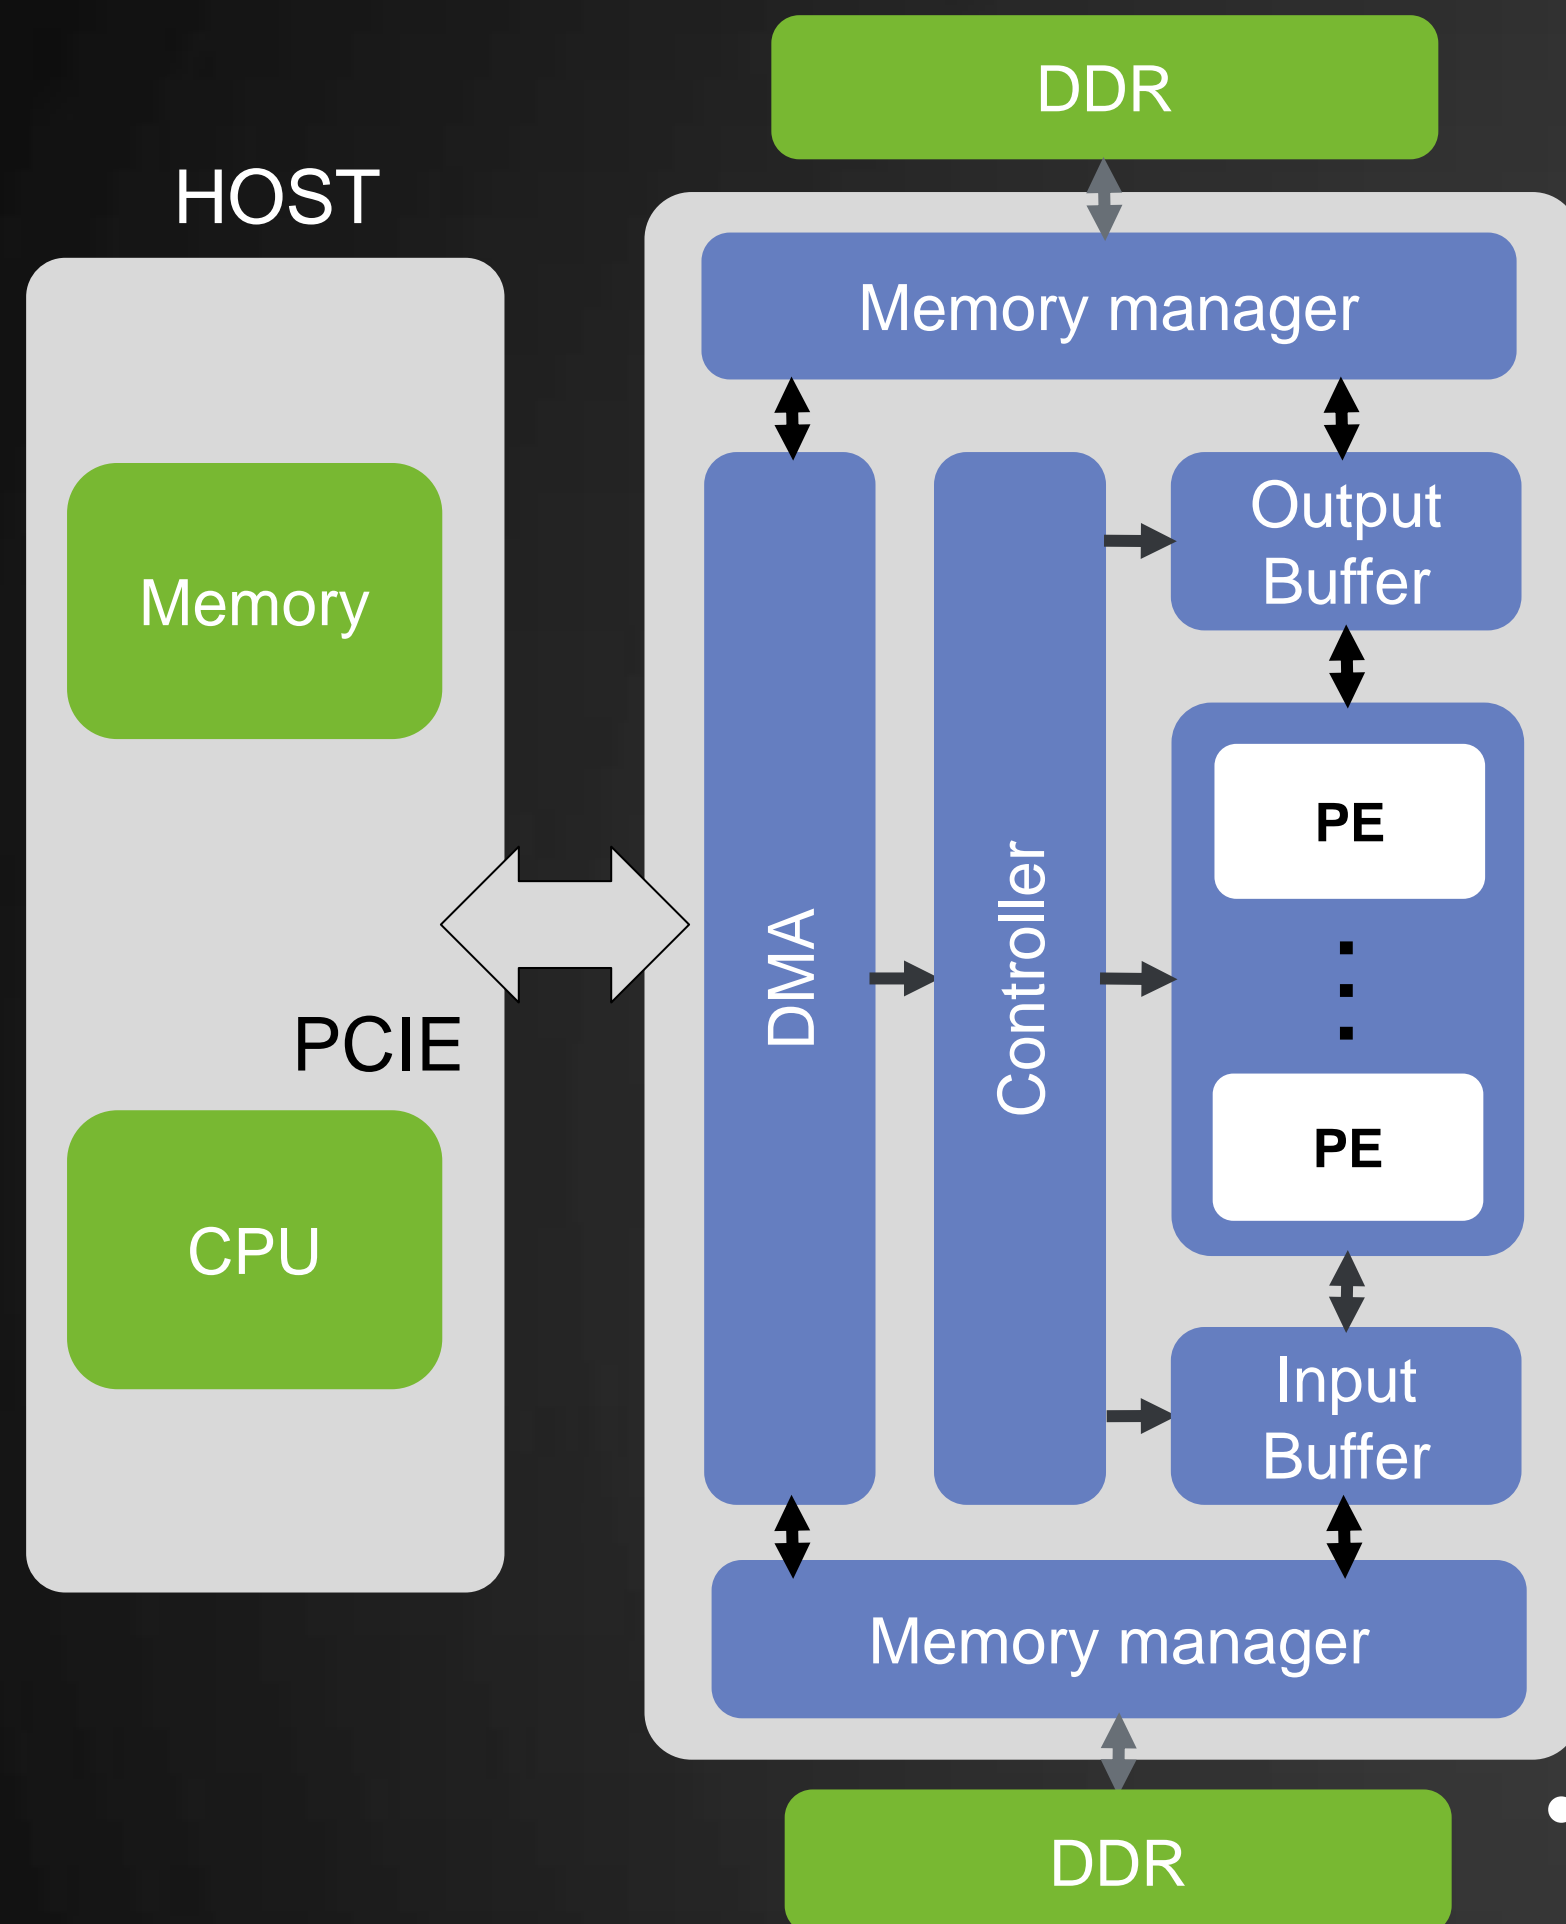 DDR
HOST
Memory manager
Output
Buffer
Memory
PE
DMA
Controller
PCIE
PE
CPU
Input
Buffer
Memory manager
DDR